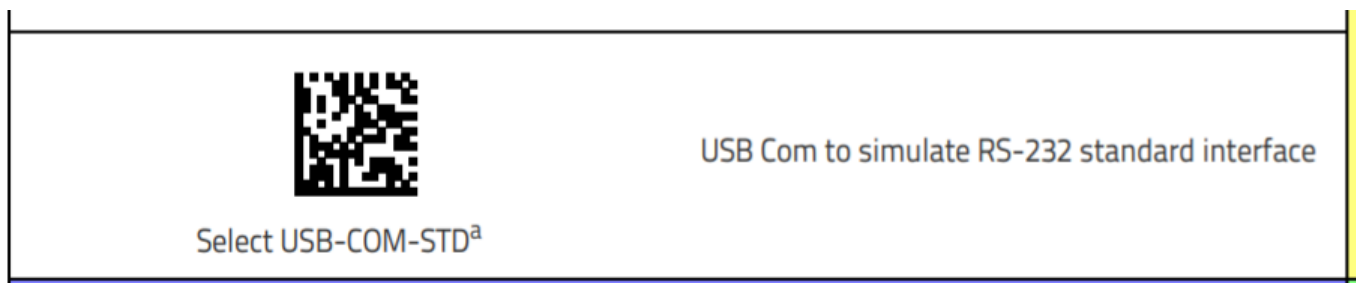 USB Com to simulate RS-232 standard interface
Select USB-COM-STDª